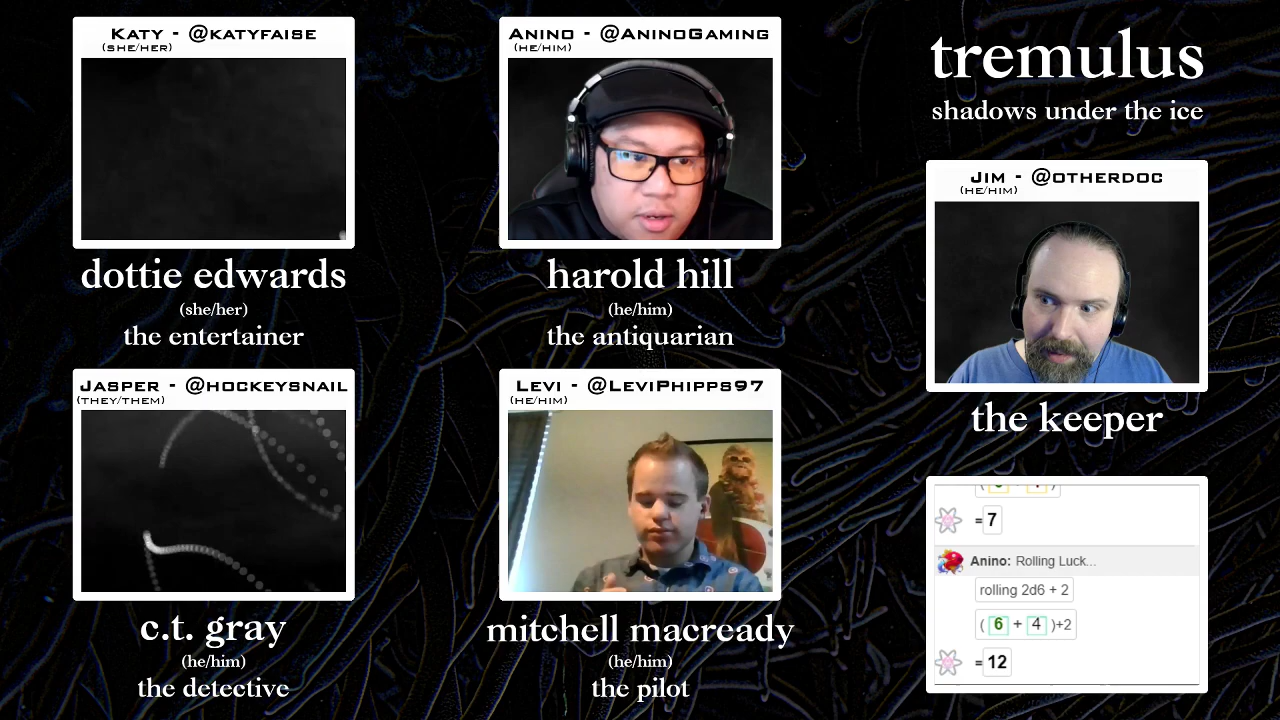 Katy - @katyfaise
(she/her)
dottie edwards
(she/her)
the entertainer
Anino - @AninoGaming
(he/him)
harold hill
(he/him)
the antiquarian
tremulus
shadows under the ice
Jim - @otherdoc
(he/him)
the keeper
Jasper - @hockeysnail
(they/them)
c.t. gray
(he/him)
the detective
Levi - @LeviPhipps97
(he/him)
mitchell macready
(he/him)
the pilot
= 7
Anino: Rolling Luck...
rolling 2d6 + 2
( 6 + 4 )+2
= 12